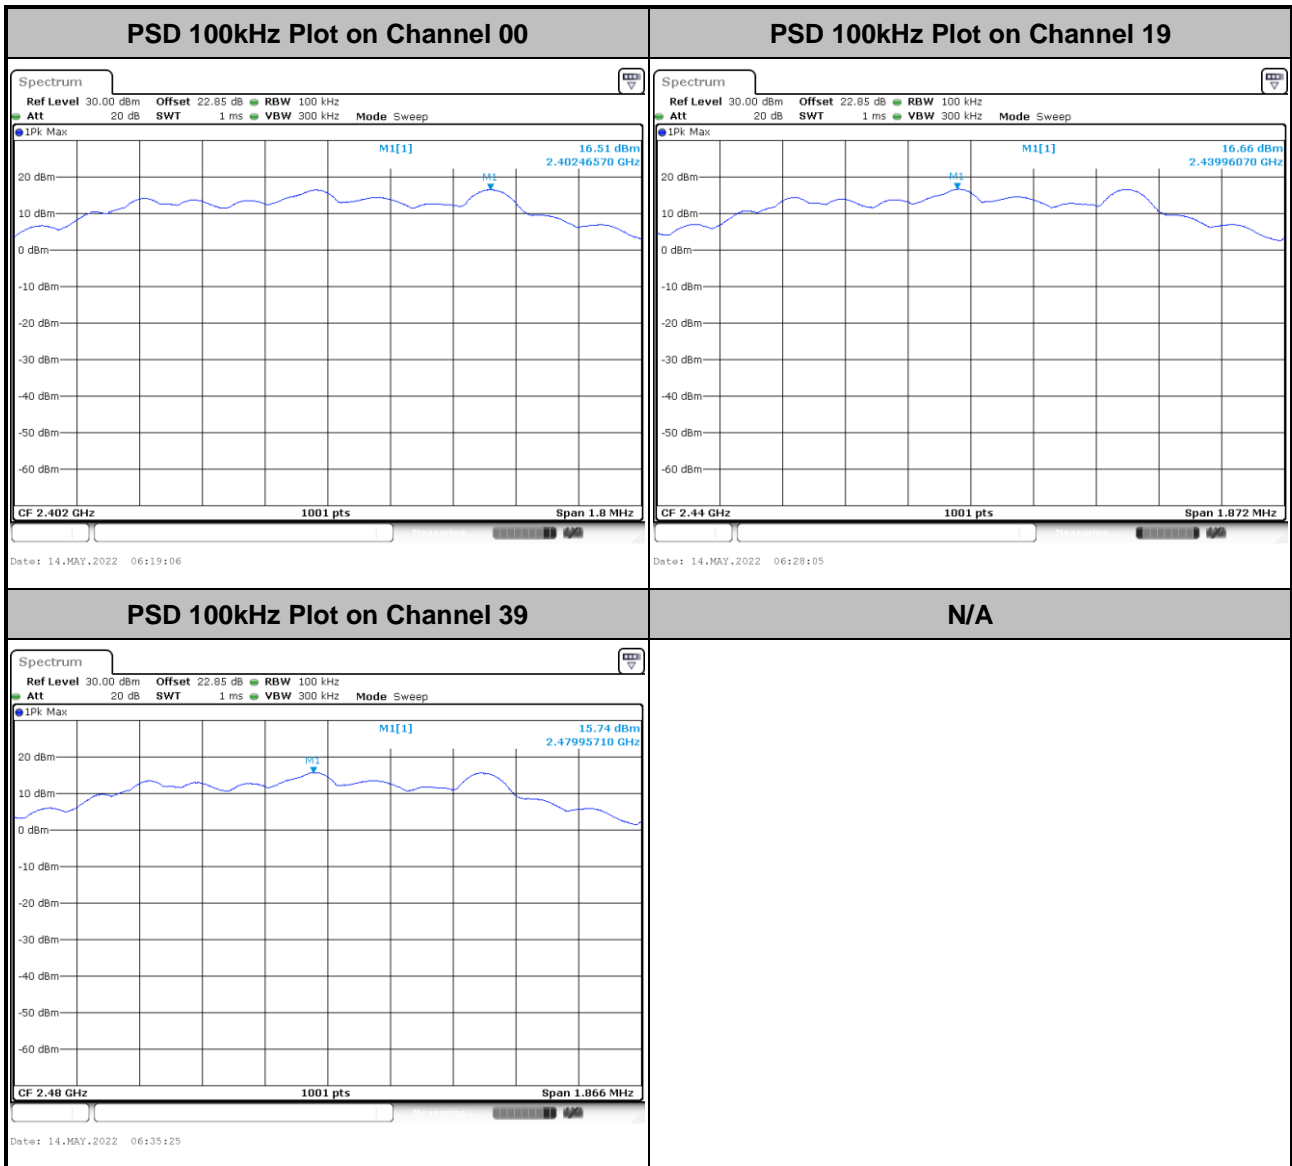 PSD 100kHz Plot on Channel 00
Spectrum
Ref Level 30.00 dBm Offset 22.85 dB RBW 100 kHz
Att 20 dB SWT 1 ms VBW 300 kHz Mode Sweep
1Pk Max
M1[1] 16.51 dBm
2.40246570 GHz
M1
20 dBm
10 dBm
0 dBm
-10 dBm
-20 dBm
-30 dBm
-40 dBm
-50 dBm
-60 dBm
CF 2.402 GHz 1001 pts Span 1.8 MHz
Measuring
Date: 14.MAY.2022 06:19:06
PSD 100kHz Plot on Channel 19
Spectrum
Ref Level 30.00 dBm Offset 22.85 dB RBW 100 kHz
Att 20 dB SWT 1 ms VBW 300 kHz Mode Sweep
1Pk Max
M1[1] 16.66 dBm
2.43996070 GHz
M1
20 dBm
10 dBm
0 dBm
-10 dBm
-20 dBm
-30 dBm
-40 dBm
-50 dBm
-60 dBm
CF 2.44 GHz 1001 pts Span 1.872 MHz
Measuring
Date: 14.MAY.2022 06:28:05
PSD 100kHz Plot on Channel 39
Spectrum
Ref Level 30.00 dBm Offset 22.85 dB RBW 100 kHz
Att 20 dB SWT 1 ms VBW 300 kHz Mode Sweep
1Pk Max
M1[1] 15.74 dBm
2.47995710 GHz
M1
20 dBm
10 dBm
0 dBm
-10 dBm
-20 dBm
-30 dBm
-40 dBm
-50 dBm
-60 dBm
CF 2.48 GHz 1001 pts Span 1.866 MHz
Measuring
Date: 14.MAY.2022 06:35:25
N/A